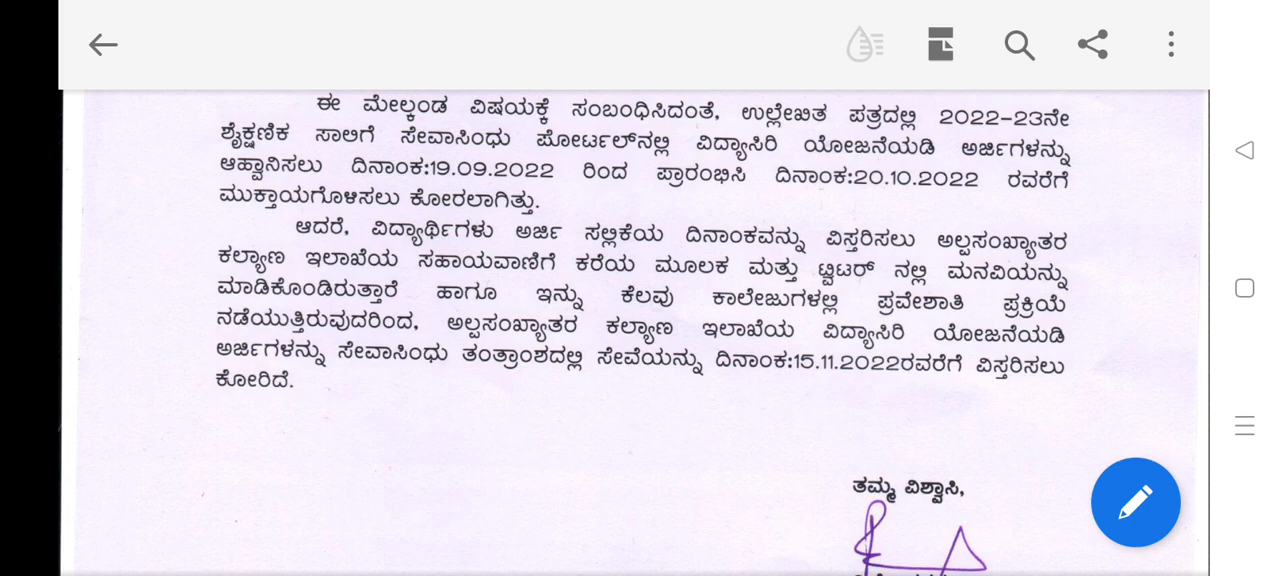 ಈ ಮೇಲ್ಕಂಡ ವಿಷಯಕ್ಕೆ ಸಂಬಂಧಿಸಿದಂತೆ, ಉಲ್ಲೇಖಿತ ಪತ್ರದಲ್ಲಿ 2022-23ನೇ
ಶೈಕ್ಷಣಿಕ ಸಾಲಿಗೆ ಸೇವಾಸಿಂಧು ಪೋರ್ಟಲ್‌ನಲ್ಲಿ ವಿದ್ಯಾಸಿರಿ ಯೋಜನೆಯಡಿ ಅರ್ಜಿಗಳನ್ನು
ಆಹ್ವಾನಿಸಲು ದಿನಾಂಕ:19.09.2022 ರಿಂದ ಪ್ರಾರಂಭಿಸಿ ದಿನಾಂಕ:20.10.2022 ರವರೆಗೆ
ಮುಕ್ತಾಯಗೊಳಿಸಲು ಕೋರಲಾಗಿತ್ತು.
ಆದರೆ, ವಿದ್ಯಾರ್ಥಿಗಳು ಅರ್ಜಿ ಸಲ್ಲಿಕೆಯ ದಿನಾಂಕವನ್ನು ವಿಸ್ತರಿಸಲು ಅಲ್ಪಸಂಖ್ಯಾತರ
ಕಲ್ಯಾಣ ಇಲಾಖೆಯ ಸಹಾಯವಾಣಿಗೆ ಕರೆಯ ಮೂಲಕ ಮತ್ತು ಟ್ವಿಟರ್ ನಲ್ಲಿ ಮನವಿಯನ್ನು
ಮಾಡಿಕೊಂಡಿರುತ್ತಾರೆ ಹಾಗೂ ಇನ್ನು ಕೆಲವು ಕಾಲೇಜುಗಳಲ್ಲಿ ಪ್ರವೇಶಾತಿ ಪ್ರಕ್ರಿಯೆ
ನಡೆಯುತ್ತಿರುವುದರಿಂದ, ಅಲ್ಪಸಂಖ್ಯಾತರ ಕಲ್ಯಾಣ ಇಲಾಖೆಯ ವಿದ್ಯಾಸಿರಿ ಯೋಜನೆಯಡಿ
ಅರ್ಜಿಗಳನ್ನು ಸೇವಾಸಿಂಧು ತಂತ್ರಾಂಶದಲ್ಲಿ ಸೇವೆಯನ್ನು ದಿನಾಂಕ:15.11.2022ರವರೆಗೆ ವಿಸ್ತರಿಸಲು
ಕೋರಿದೆ.
ತಮ್ಮ ವಿಶ್ವಾಸಿ,